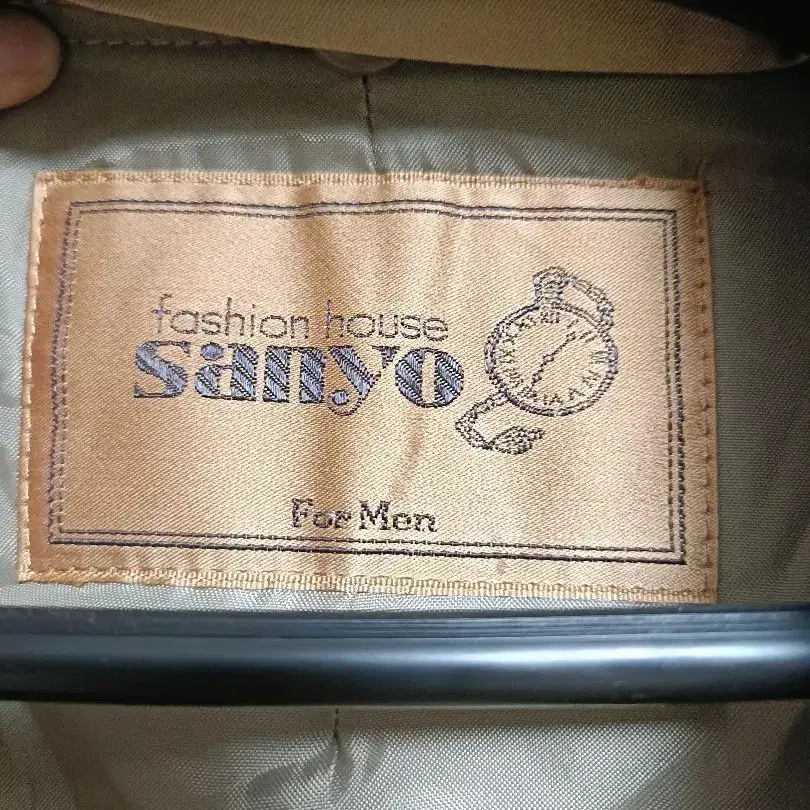 fashion house
sanyo
For Men